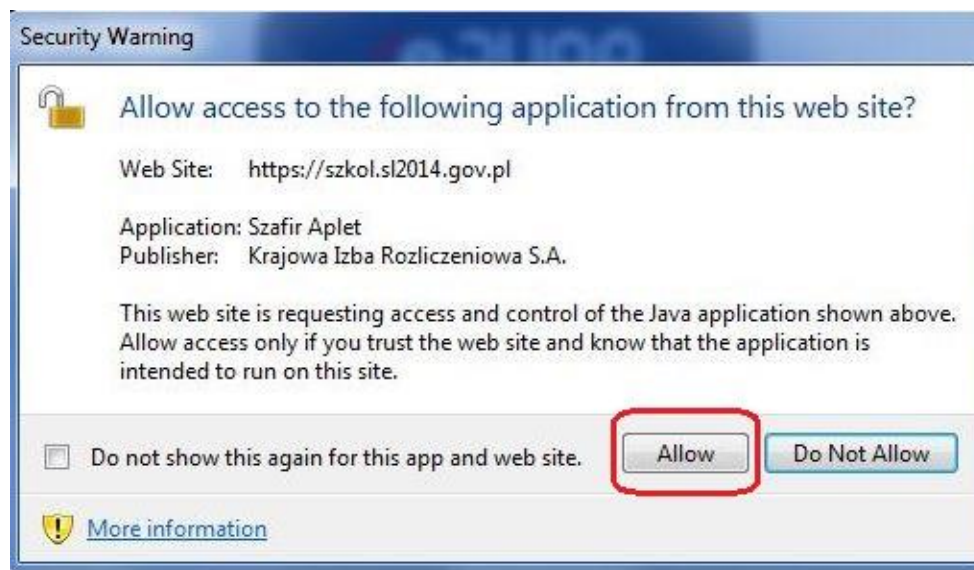 Security Warning
Allow access to the following application from this web site?
Web Site: https://szkol.sl2014.gov.pl
Application: Szafir Aplet
Publisher: Krajowa Izba Rozliczeniowa S.A.
This web site is requesting access and control of the Java application shown above.
Allow access only if you trust the web site and know that the application is
intended to run on this site.
Do not show this again for this app and web site.
Allow
Do Not Allow
More information